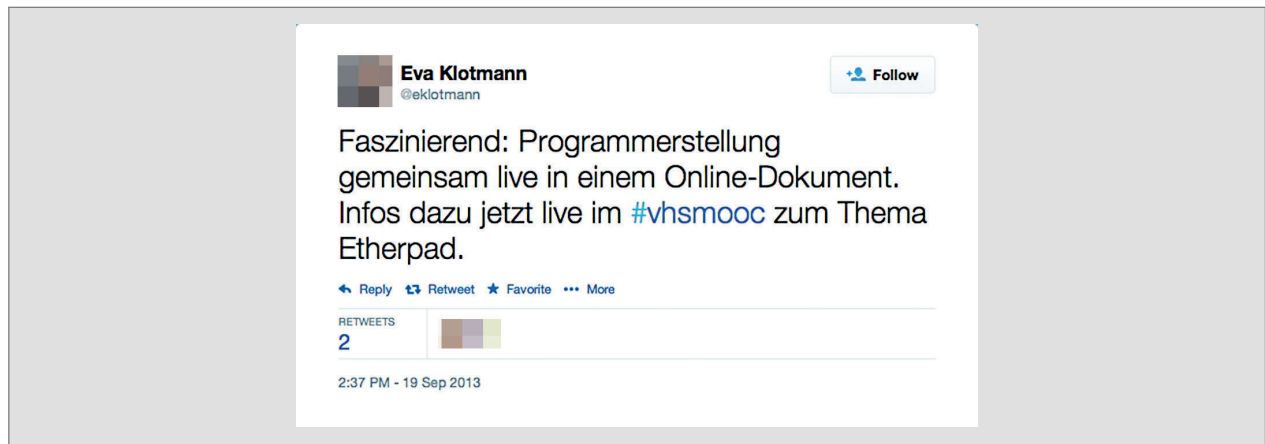 Eva Klotmann
@eklotmann
Follow
Faszinierend: Programmerstellung
gemeinsam live in einem Online-Dokument.
Infos dazu jetzt live im #vhsmooc zum Thema
Etherpad.
Reply Retweet Favorite ••• More
RETWEETS
2
2:37 PM - 19 Sep 2013